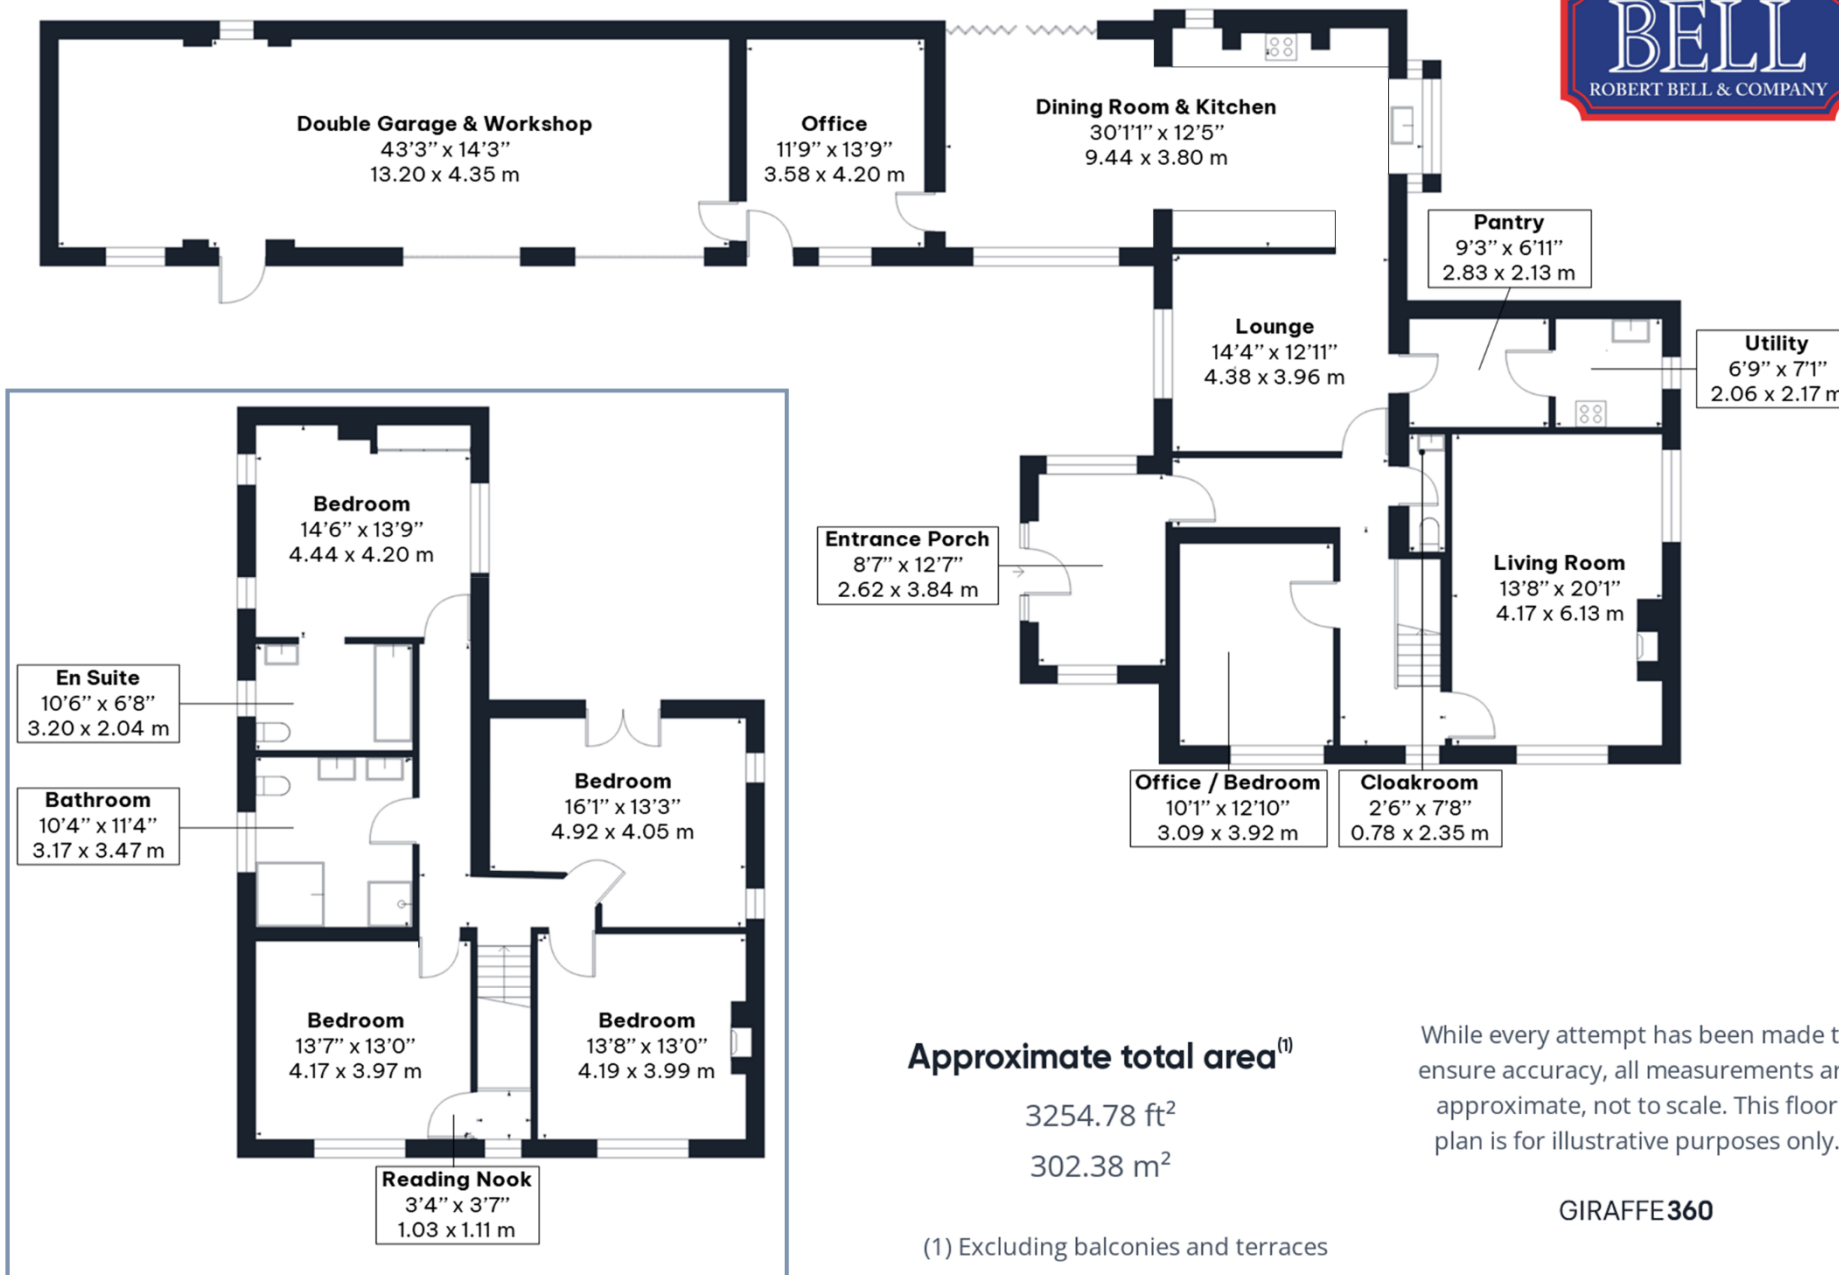 BELL
ROBERT BELL & COMPANY
Double Garage & Workshop
43'3" x 14'3"
13.20 x 4.35 m
Office
11'9" x 13'9"
3.58 x 4.20 m
Dining Room & Kitchen
30'1'1" x 12'5"
9.44 x 3.80 m
Pantry
9'3" x 6'11"
2.83 x 2.13 m
Lounge
14'4" x 12'11"
4.38 x 3.96 m
Utility
6'9" x 7'1"
2.06 x 2.17 m
Entrance Porch
8'7" x 12'7"
2.62 x 3.84 m
Living Room
13'8" x 20'1"
4.17 x 6.13 m
Office / Bedroom
10'1" x 12'10"
3.09 x 3.92 m
Cloakroom
2'6" x 7'8"
0.78 x 2.35 m
Bedroom
14'6" x 13'9"
4.44 x 4.20 m
En Suite
10'6" x 6'8"
3.20 x 2.04 m
Bathroom
10'4" x 11'4"
3.17 x 3.47 m
Bedroom
16'1" x 13'3"
4.92 x 4.05 m
Bedroom
13'7" x 13'0"
4.17 x 3.97 m
Bedroom
13'8" x 13'0"
4.19 x 3.99 m
Reading Nook
3'4" x 3'7"
1.03 x 1.11 m
Approximate total area(1)
3254.78 ft²
302.38 m²
(1) Excluding balconies and terraces
While every attempt has been made t
ensure accuracy, all measurements ar
approximate, not to scale. This floor
plan is for illustrative purposes only.
GIRAFFE360